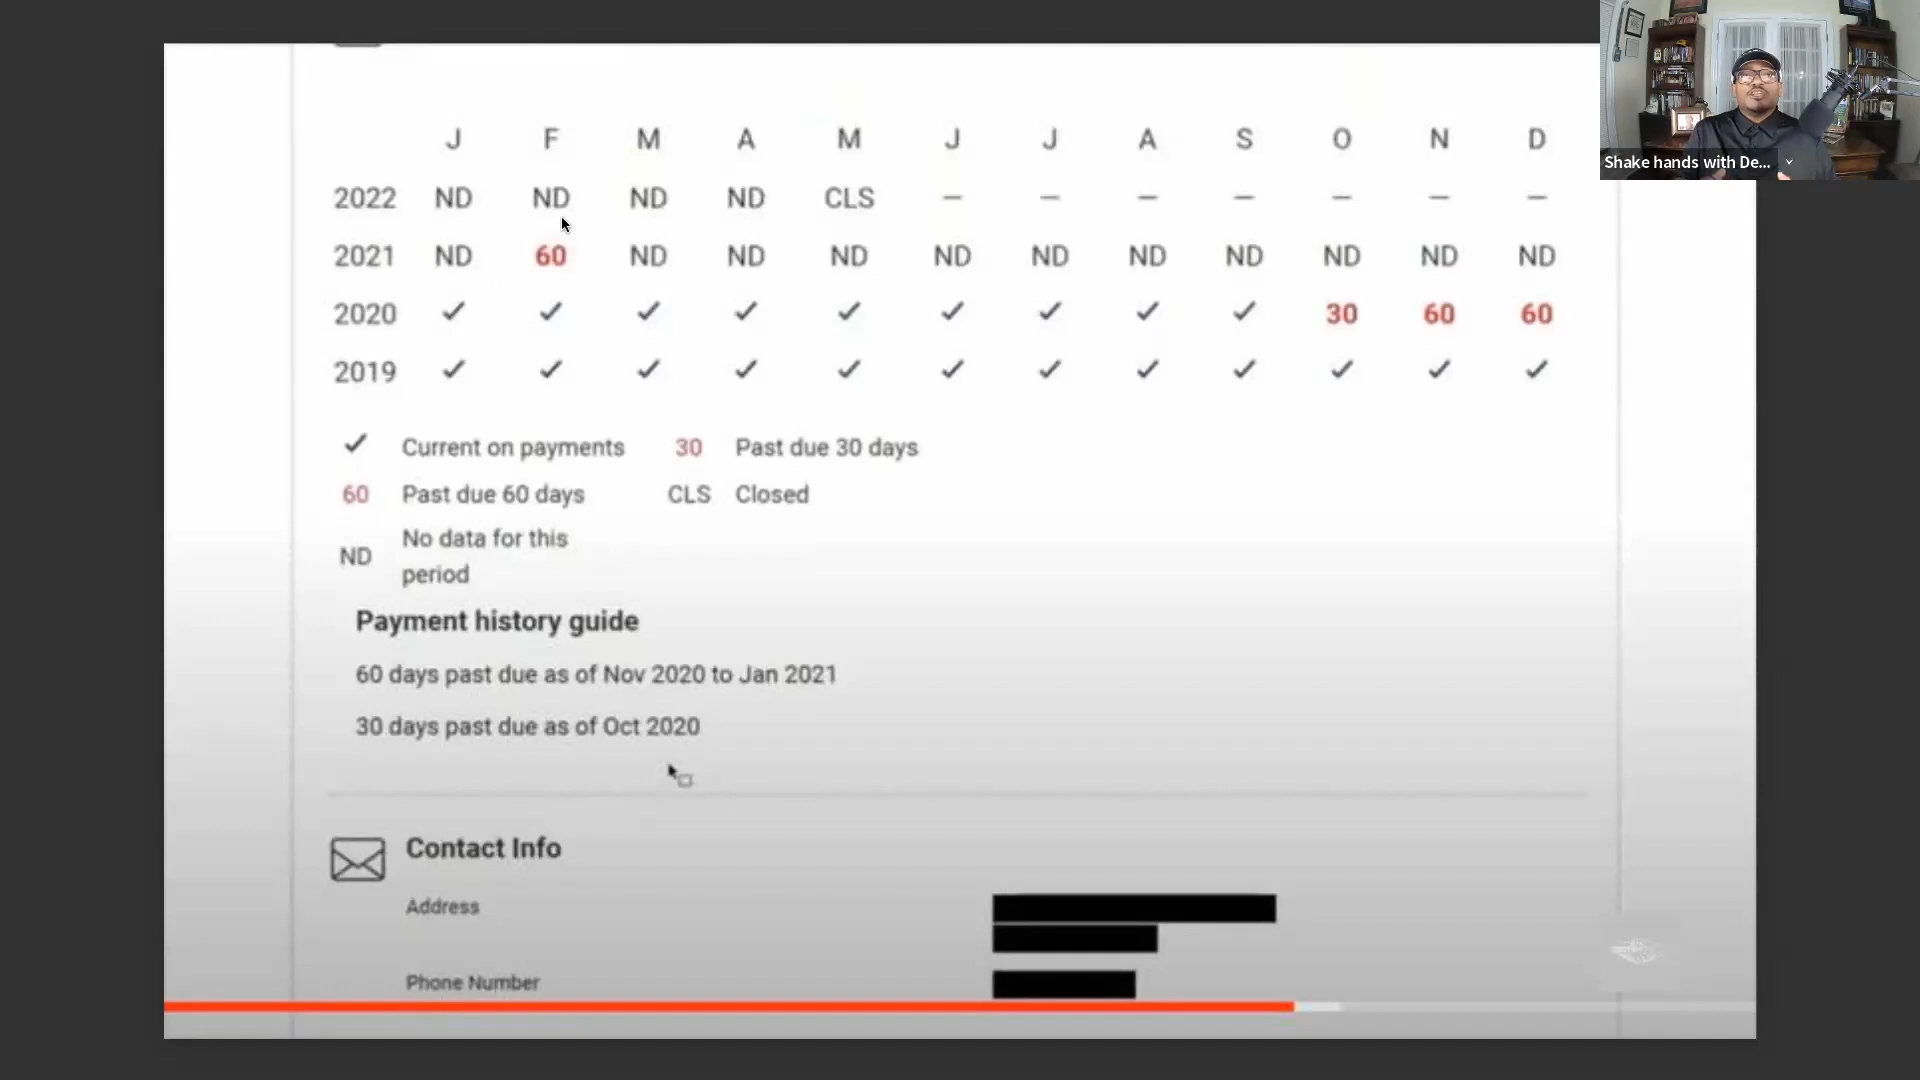 Shake hands with De...
J F M A M J J A S O N D
2022 ND ND ND ND CLS – – – – – – –
2021 ND 60 ND ND ND ND ND ND ND ND ND ND
2020 ✓ ✓ ✓ ✓ ✓ ✓ ✓ ✓ ✓ 30 60 60
2019 ✓ ✓ ✓ ✓ ✓ ✓ ✓ ✓ ✓ ✓ ✓ ✓
✓ Current on payments 30 Past due 30 days
60 Past due 60 days CLS Closed
ND No data for this
period
Payment history guide
60 days past due as of Nov 2020 to Jan 2021
30 days past due as of Oct 2020
Contact Info
Address
Phone Number